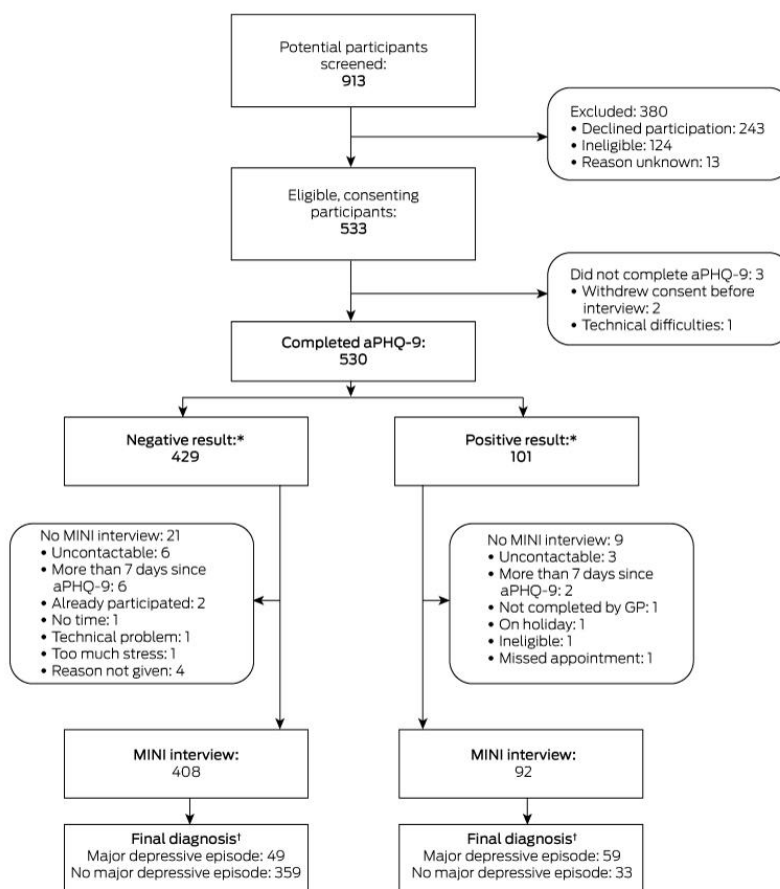 Potential participants
screened:
913
Excluded: 380
• Declined participation: 243
• Ineligible: 124
• Reason unknown: 13
Eligible, consenting
participants:
533
Did not complete aPHQ-9: 3
• Withdrew consent before
interview: 2
• Technical difficulties: 1
Completed aPHQ-9:
530
Negative result:*
429
Positive result:*
101
No MINI interview: 21
• Uncontactable: 6
• More than 7 days since
aPHQ-9: 6
• Already participated: 2
• No time: 1
• Technical problem: 1
• Too much stress: 1
• Reason not given: 4
No MINI interview: 9
• Uncontactable: 3
• More than 7 days since
aPHQ-9: 2
• Not completed by GP: 1
• On holiday: 1
• Ineligible: 1
• Missed appointment: 1
MINI interview:
408
MINI interview:
92
Final diagnosis†
Major depressive episode: 49
No major depressive episode: 359
Final diagnosis†
Major depressive episode: 59
No major depressive episode: 33